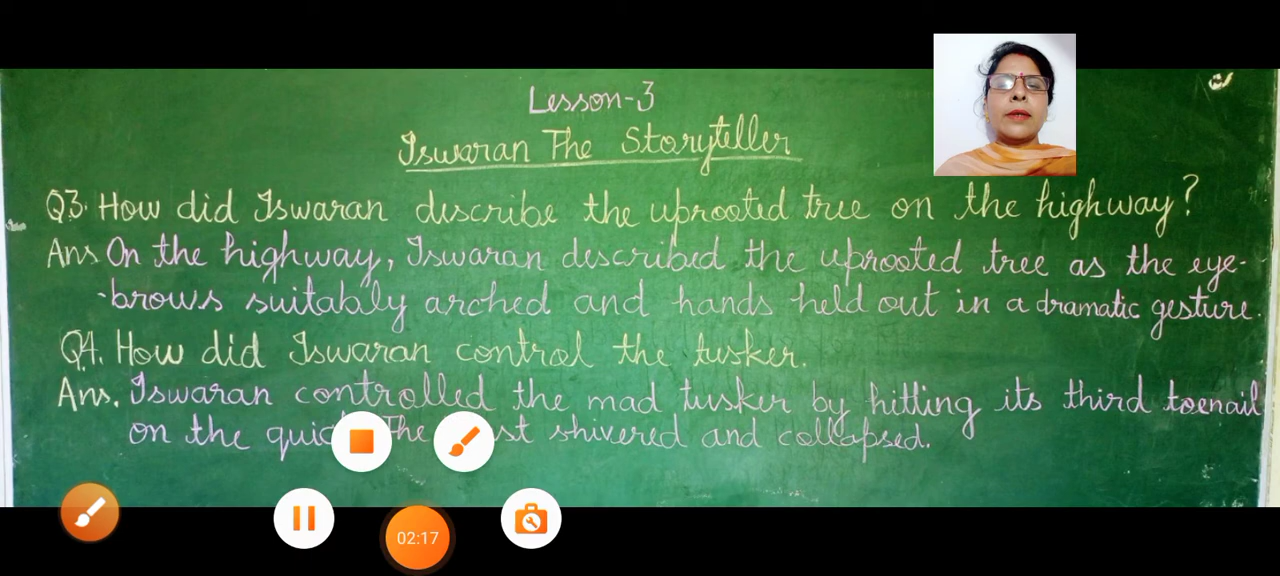 Lesson-3
Iswaran The Storyteller
Q3. How did Iswaran describe the uprooted tree on the highway?
Ans On the highway, Iswaran described the uprooted tree as the eye-
-brows suitably arched and hands held out in a dramatic gesture.
Q4. How did Iswaran control the tusker.
Ans. Iswaran controlled the mad tusker by hitting its third toenail
on the The shivered and collapsed.
02:17